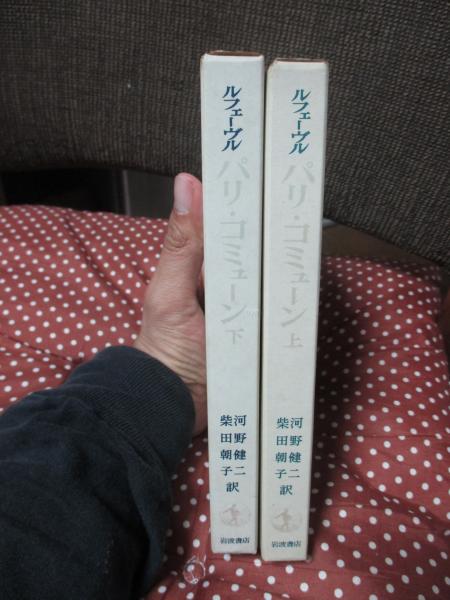 ルフェーヴル
パリ・コミューン 上
河野健二
柴田朝子訳
岩波書店
ルフェーヴル
パリ・コミューン 下
河野健二
柴田朝子訳
岩波書店